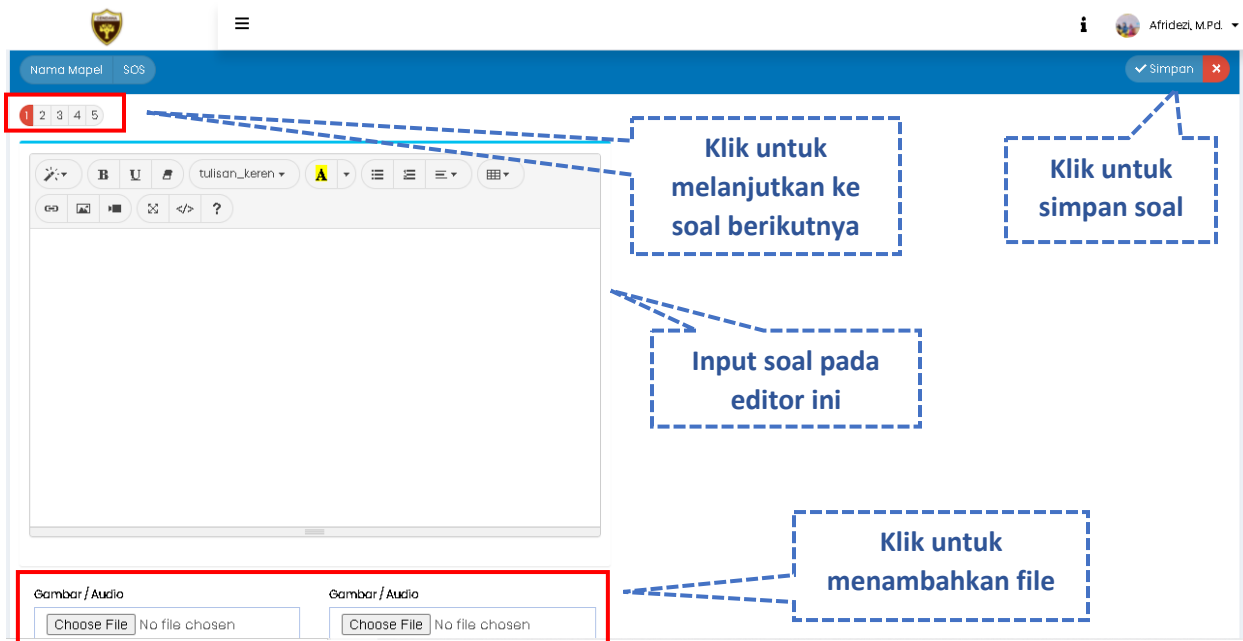 Afridezi, M.Pd.
Nama Mapel SOS
Simpan
1 2 3 4 5
Klik untuk
melanjutkan ke
soal berikutnya
Klik untuk
simpan soal
B U tulisan_keren A
</> ?
Input soal pada
editor ini
Klik untuk
menambahkan file
Gambar / Audio Gambar / Audio
Choose File No file chosen Choose File No file chosen